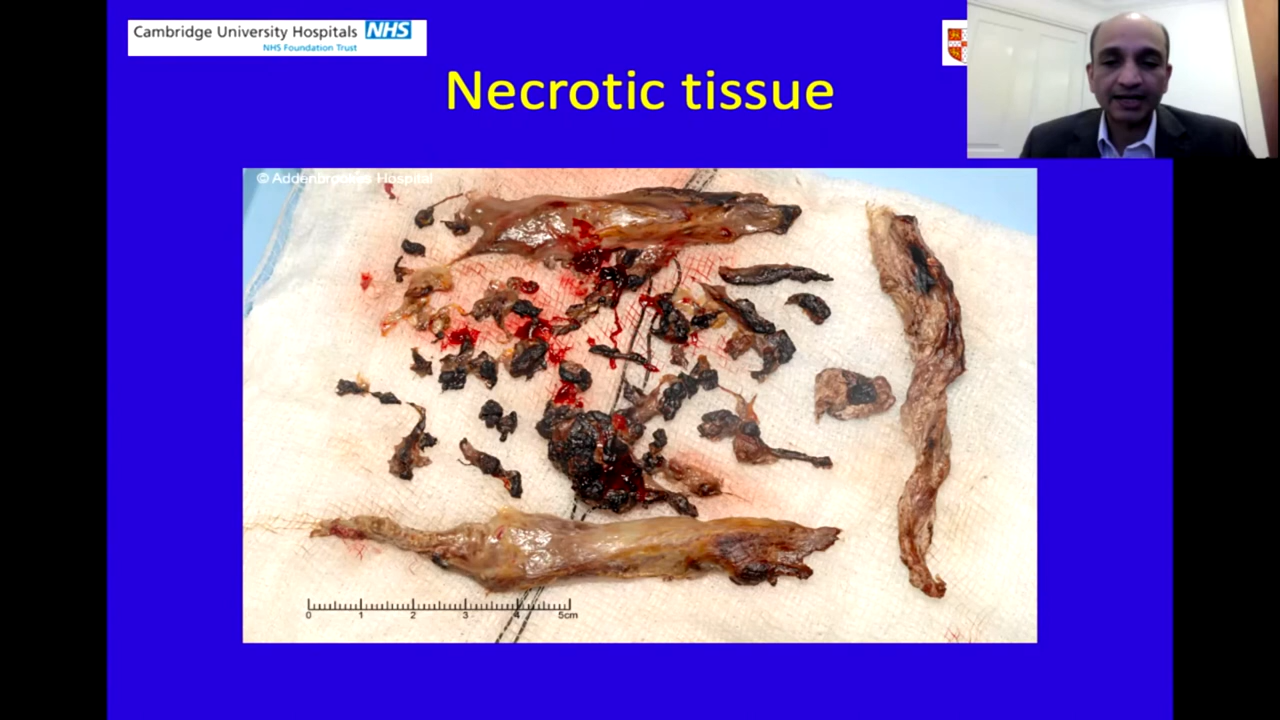 Cambridge University Hospitals NHS
NHS Foundation Trust
Necrotic tissue
© Addenbrookes Hospital
0 1 2 3 4 5cm